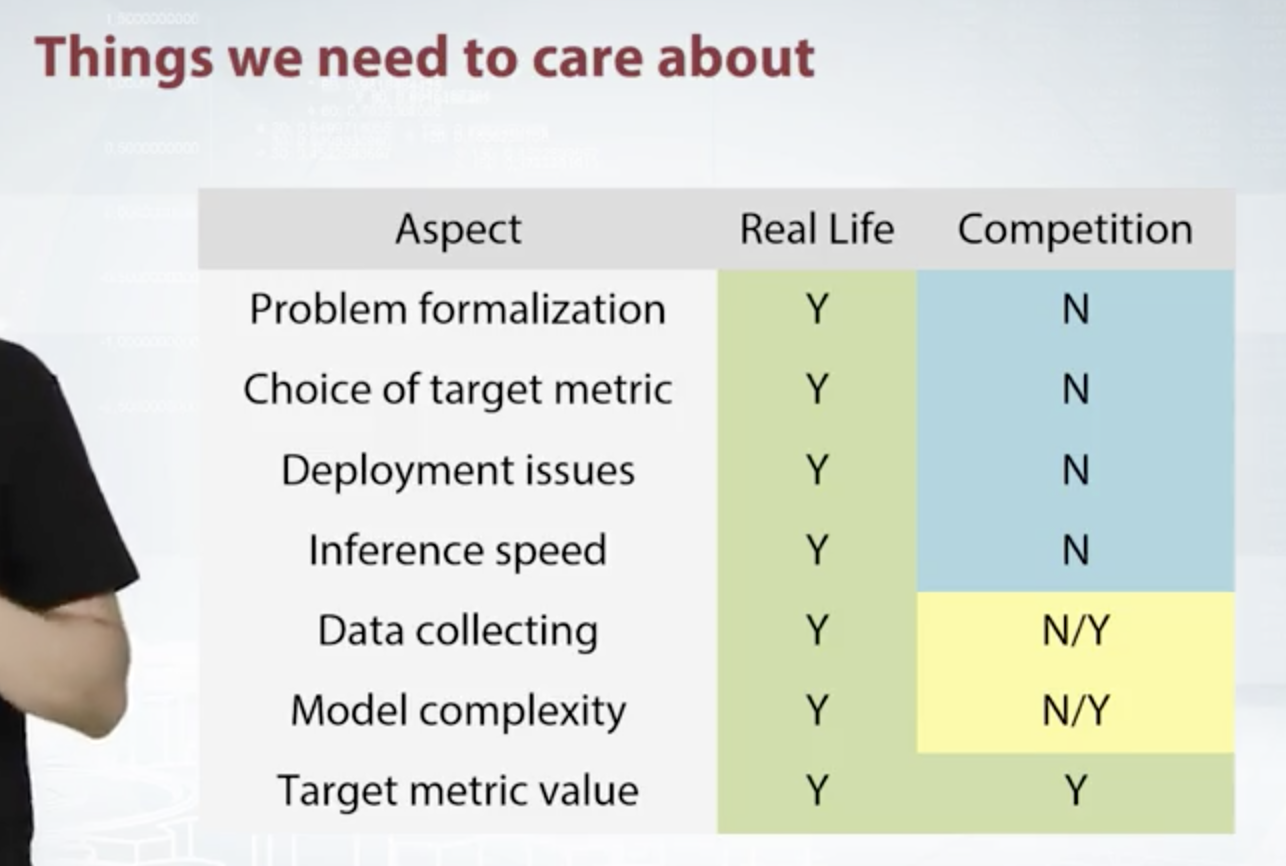 Things we need to care about
Aspect Real Life Competition
Problem formalization Y N
Choice of target metric Y N
Deployment issues Y N
Inference speed Y N
Data collecting Y N/Y
Model complexity Y N/Y
Target metric value Y Y